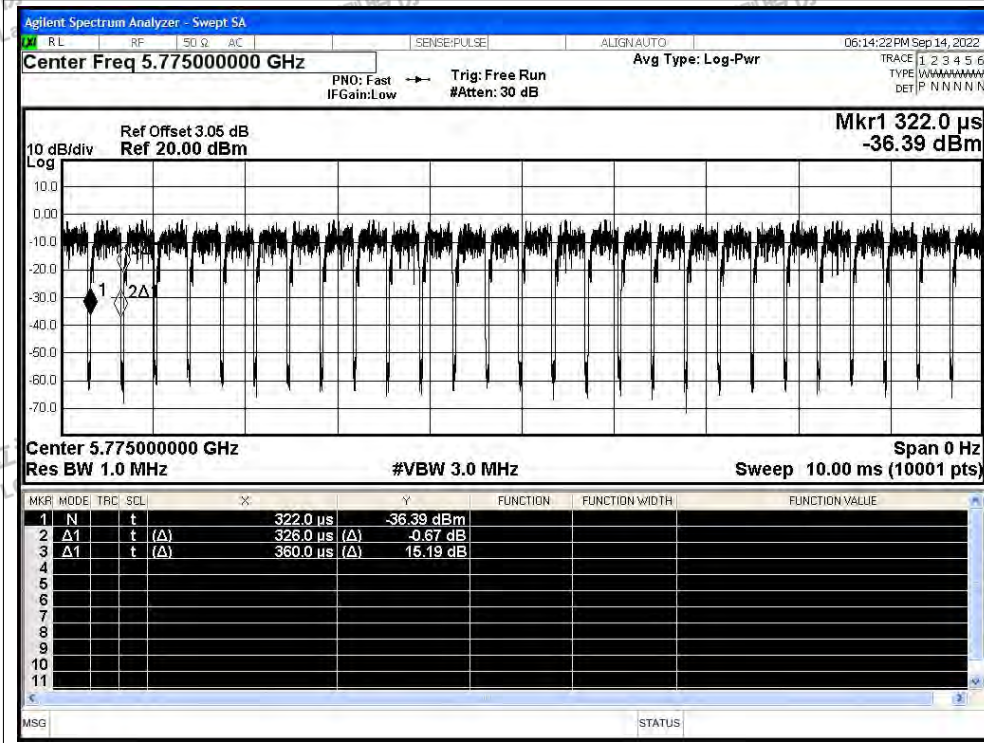 Agilent Spectrum Analyzer - Swept SA
RL RF 50 Ω AC SENSE:PULSE ALIGN AUTO 06:14:22 PM Sep 14, 2022
Center Freq 5.775000000 GHz Avg Type: Log-Pwr TRACE 1 2 3 4 5 6
PNO: Fast Trig: Free Run TYPE
IFGain:Low #Atten: 30 dB DET P N N N N N
Mkr1 322.0 µs
-36.39 dBm
Ref Offset 3.05 dB
10 dB/div Ref 20.00 dBm
Log
10.0
0.00
-10.0
-20.0
-30.0
1 2Δ1
-40.0
-50.0
-60.0
-70.0
Center 5.775000000 GHz Span 0 Hz
Res BW 1.0 MHz #VBW 3.0 MHz Sweep 10.00 ms (10001 pts)
MKR MODE TRC SCL X Y FUNCTION FUNCTION WIDTH FUNCTION VALUE
1 N t 322.0 µs -36.39 dBm
2 Δ1 t (Δ) 326.0 µs (Δ) -0.67 dB
3 Δ1 t (Δ) 360.0 µs (Δ) 15.19 dB
4
5
6
7
8
9
10
11
MSG STATUS